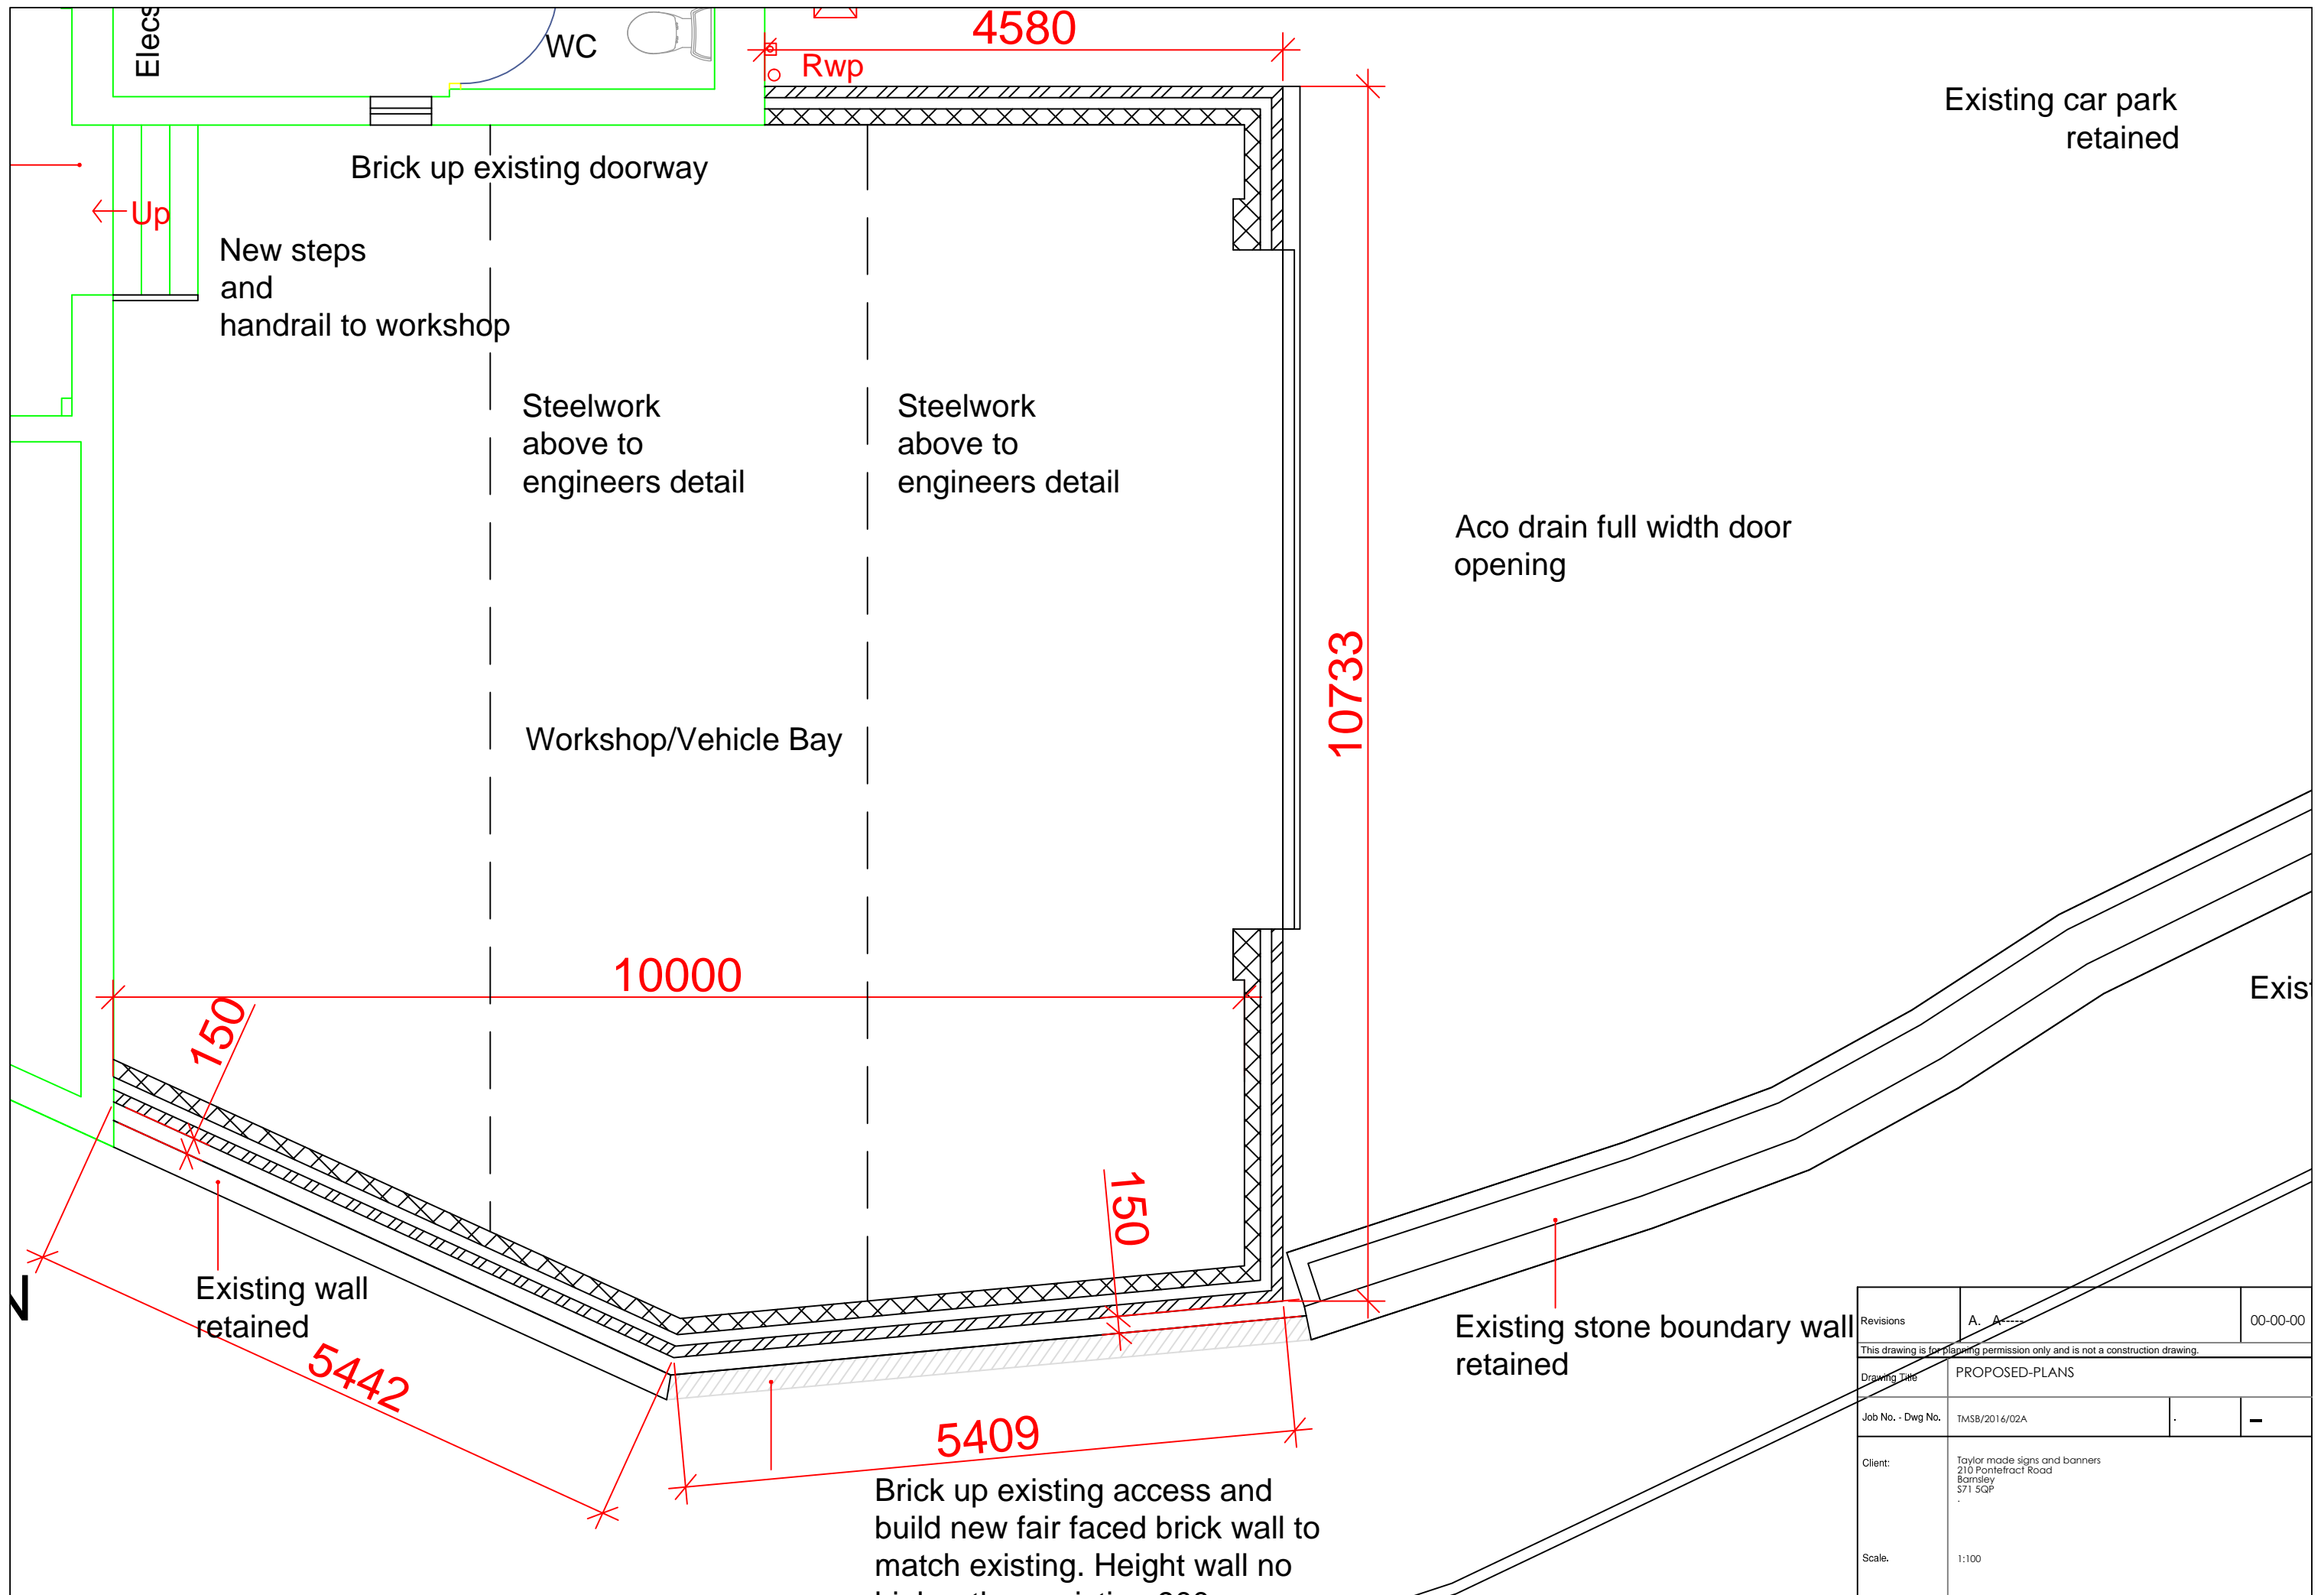 Elecs
WC
4580
Rwp
Existing car park
retained
Brick up existing doorway
Up
New steps
and
handrail to workshop
Steelwork
above to
engineers detail
Steelwork
above to
engineers detail
Aco drain full width door
opening
10733
Workshop/Vehicle Bay
10000
150
150
Existing wall
retained
5442
5409
Existing stone boundary wall
retained
Brick up existing access and
build new fair faced brick wall to
match existing. Height wall no
Revisions A. A----- 00-00-00
This drawing is for planning permission only and is not a construction drawing.
Drawing Title PROPOSED-PLANS
Job No. - Dwg No. TMSB/2016/02A . -
Client: Taylor made signs and banners
210 Pontefract Road
Barnsley
S71 5QP
.
Scale. 1:100